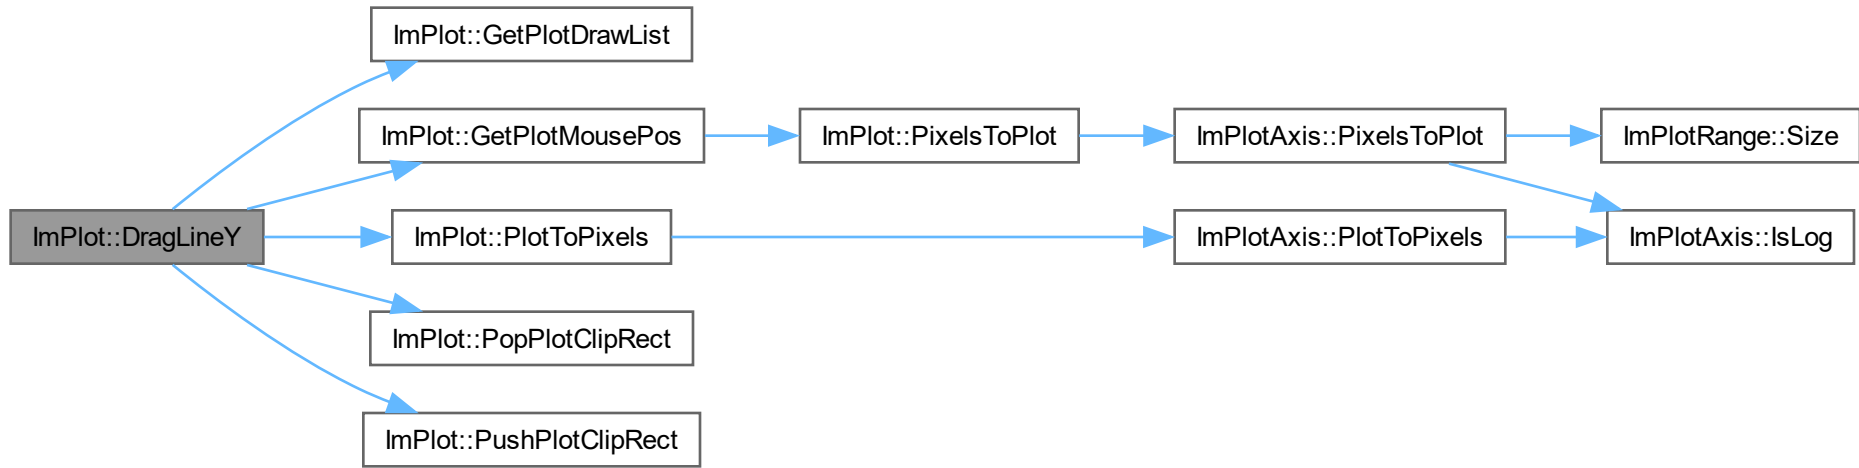 ImPlot::GetPlotDrawList
ImPlot::GetPlotMousePos
ImPlot::PixelsToPlot
ImPlotAxis::PixelsToPlot
ImPlotRange::Size
ImPlot::DragLineY
ImPlot::PlotToPixels
ImPlotAxis::PlotToPixels
ImPlotAxis::IsLog
ImPlot::PopPlotClipRect
ImPlot::PushPlotClipRect